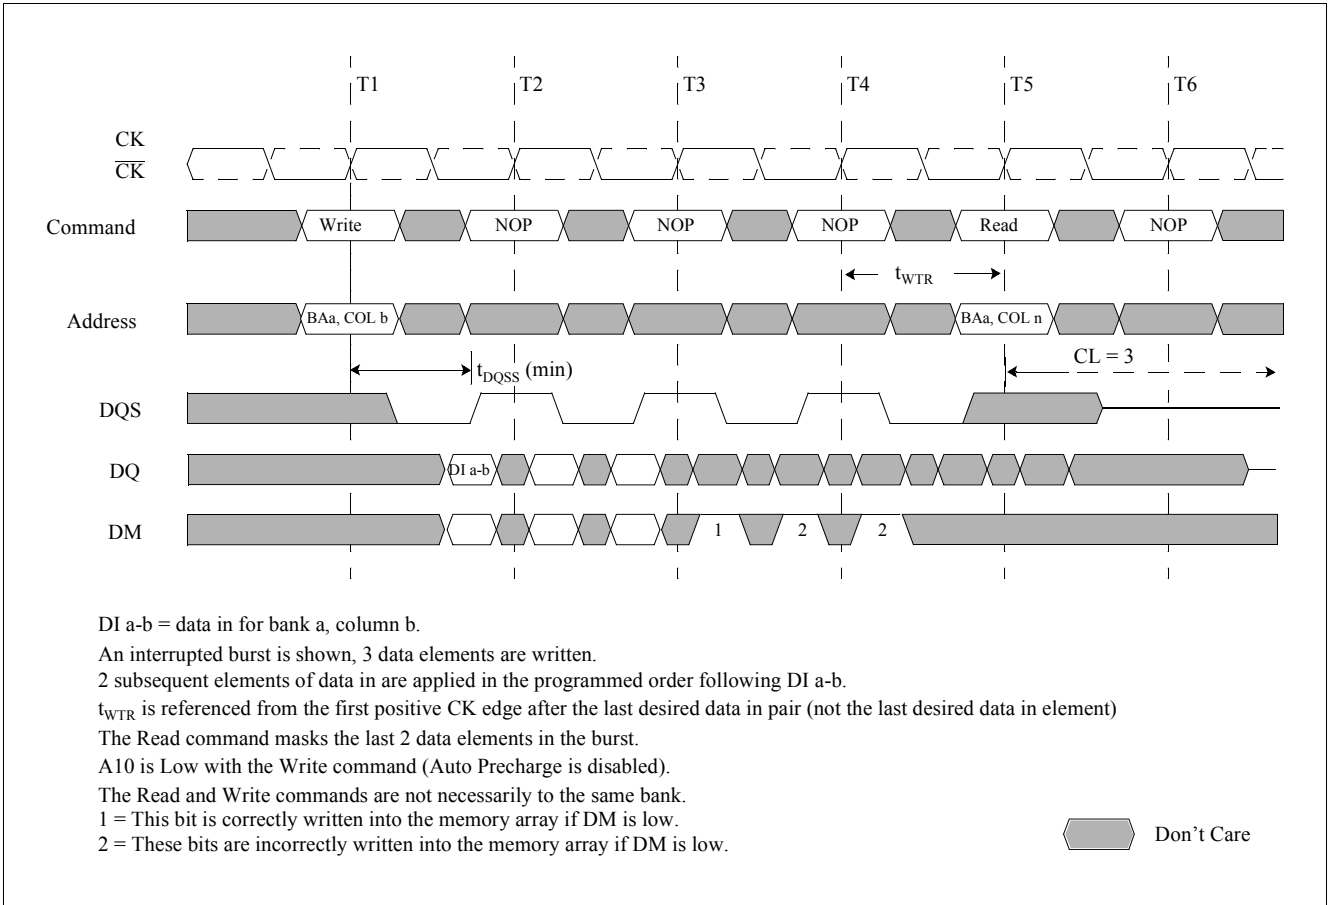 T1 T2 T3 T4 T5 T6
CK
CK
Command Write NOP NOP NOP Read NOP
tWTR
Address BAa, COL b BAa, COL n
tDQSS (min) CL = 3
DQS
DQ DI a-b
DM 1 2 2
DI a-b = data in for bank a, column b.
An interrupted burst is shown, 3 data elements are written.
2 subsequent elements of data in are applied in the programmed order following DI a-b.
tWTR is referenced from the first positive CK edge after the last desired data in pair (not the last desired data in element)
The Read command masks the last 2 data elements in the burst.
A10 is Low with the Write command (Auto Precharge is disabled).
The Read and Write commands are not necessarily to the same bank.
1 = This bit is correctly written into the memory array if DM is low.
2 = These bits are incorrectly written into the memory array if DM is low.
Don't Care